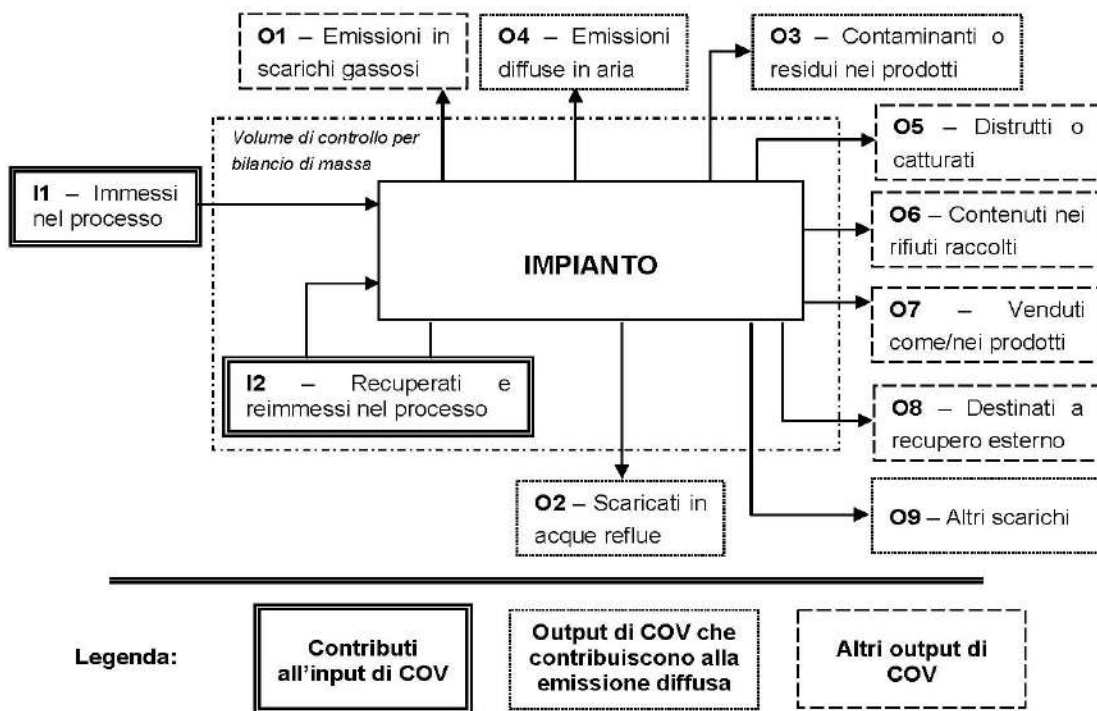 O1 – Emissioni in
scarichi gassosi
O4 – Emissioni
diffuse in aria
O3 – Contaminanti o
residui nei prodotti
Volume di controllo per
bilancio di massa
O5 – Distrutti o
catturati
I1 – Immessi
nel processo
O6 – Contenuti nei
rifiuti raccolti
IMPIANTO
O7 – Venduti
come/nei prodotti
I2 – Recuperati e
reimmessi nel processo
O8 – Destinati a
recupero esterno
O2 – Scaricati in
acque reflue
O9 – Altri scarichi
Legenda:
Contributi
all'input di COV
Output di COV che
contribuiscono alla
emissione diffusa
Altri output di
COV